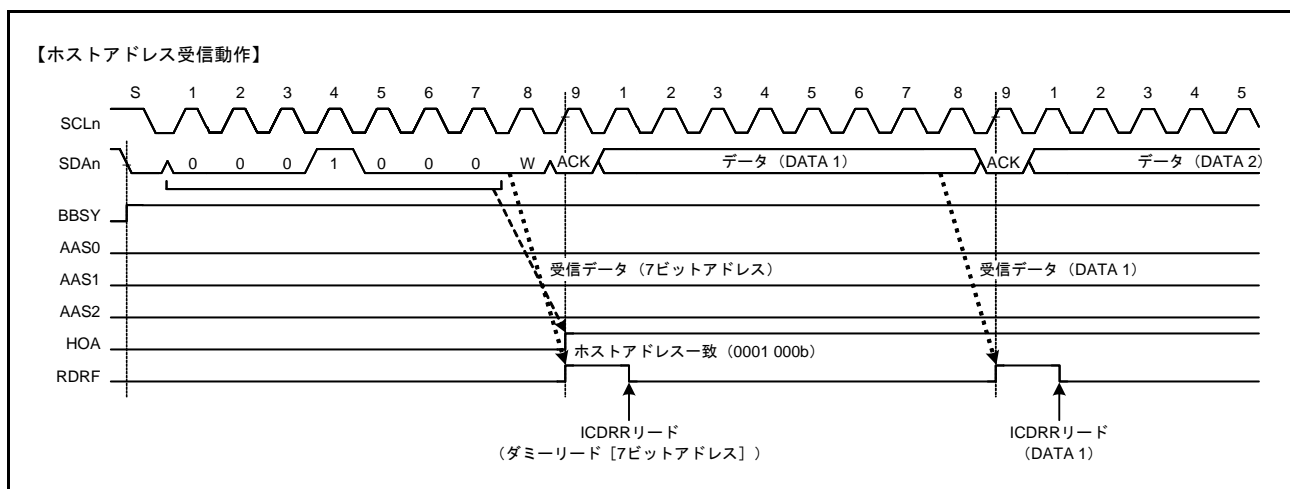 【ホストアドレス受信動作】
S 1 2 3 4 5 6 7 8 9 1 2 3 4 5 6 7 8 9 1 2 3 4 5
SCLn
SDAn 0 0 0 1 0 0 0 W ACK データ（DATA 1） ACK データ（DATA 2）
BBSY
AAS0
AAS1 受信データ（7ビットアドレス） 受信データ（DATA 1）
AAS2
HOA ホストアドレス一致（0001 000b）
RDRF
ICDRRリード
（ダミーリード［7ビットアドレス］）
ICDRRリード
（DATA 1）